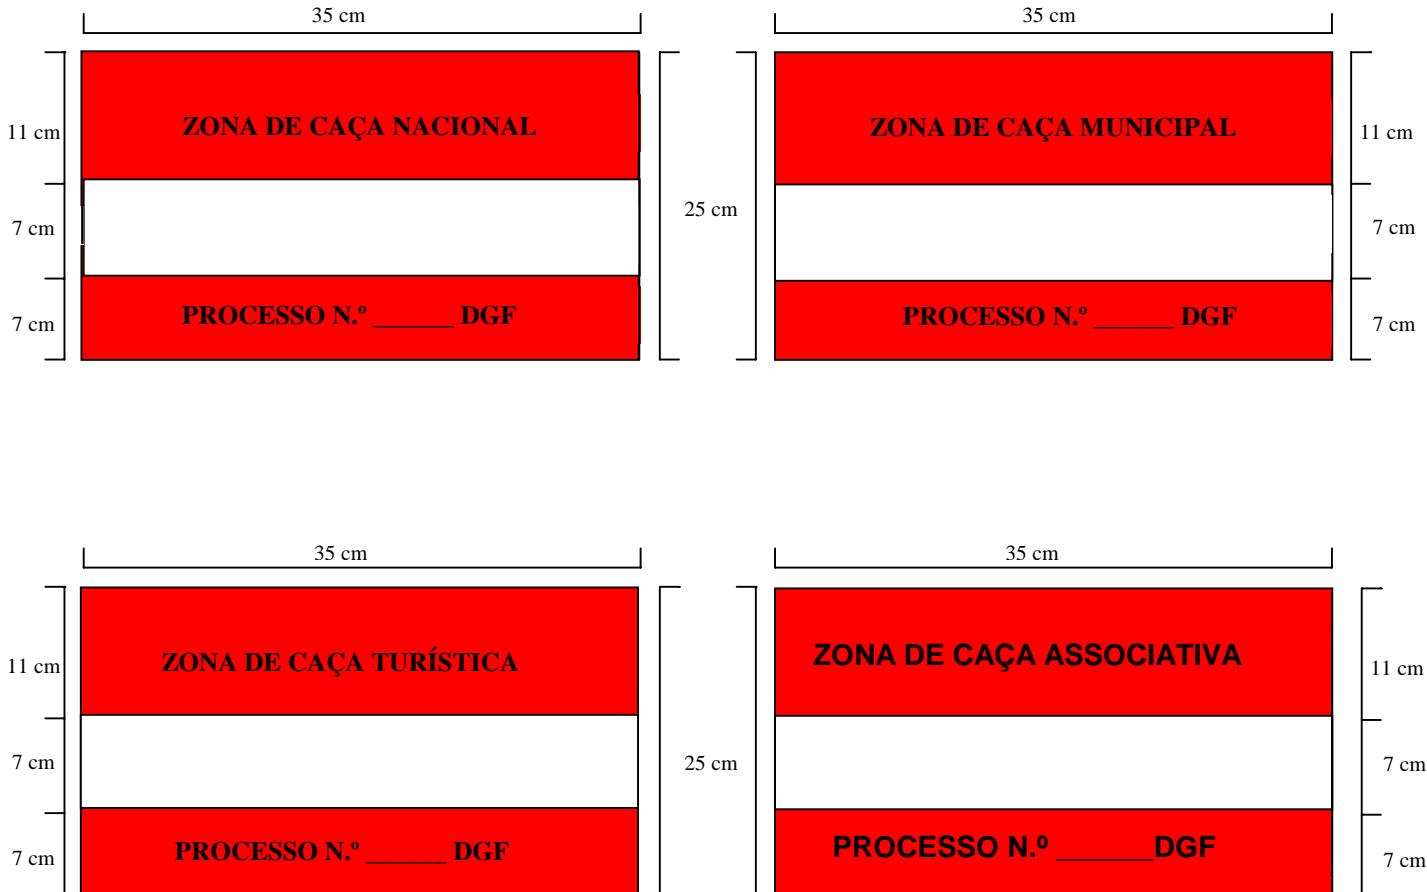 35 cm
35 cm
ZONA DE CAÇA NACIONAL
ZONA DE CAÇA MUNICIPAL
11 cm
11 cm
25 cm
7 cm
7 cm
PROCESSO N.º ______ DGF
PROCESSO N.º ______ DGF
7 cm
7 cm
35 cm
35 cm
ZONA DE CAÇA TURÍSTICA
ZONA DE CAÇA ASSOCIATIVA
11 cm
11 cm
25 cm
7 cm
7 cm
PROCESSO N.º ______ DGF
PROCESSO N.º ______DGF
7 cm
7 cm